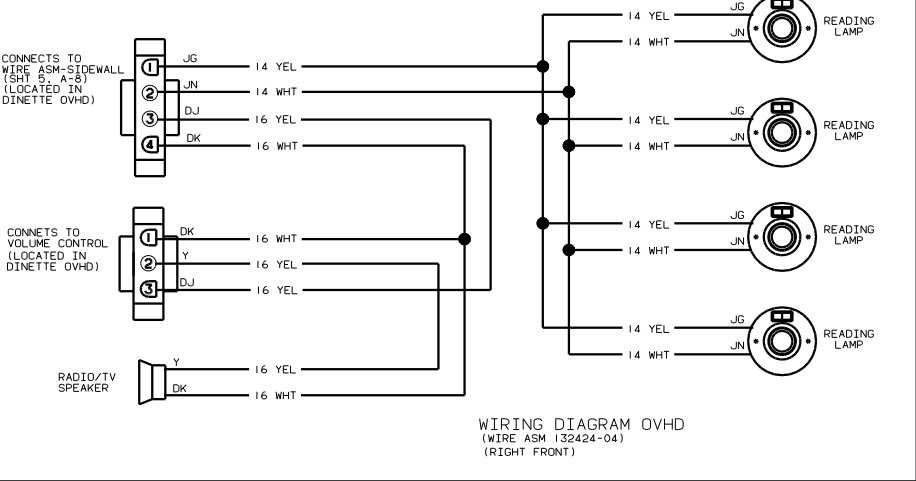 CONNECTS TO
WIRE ASM-SIDEWALL
(SHT 5, A-8)
(LOCATED IN
DINETTE OVHD)
1 JG 14 YEL
2 JN 14 WHT
3 DJ 16 YEL
4 DK 16 WHT
CONNETS TO
VOLUME CONTROL
(LOCATED IN
DINETTE OVHD)
1 DK 16 WHT
2 Y 16 YEL
3 DJ 16 YEL
RADIO/TV
SPEAKER
Y 16 YEL
DK 16 WHT
14 YEL JG
14 WHT JN
READING
LAMP
14 YEL JG
14 WHT JN
READING
LAMP
14 YEL JG
14 WHT JN
READING
LAMP
14 YEL JG
14 WHT JN
READING
LAMP
WIRING DIAGRAM OVHD
(WIRE ASM 132424-04)
(RIGHT FRONT)